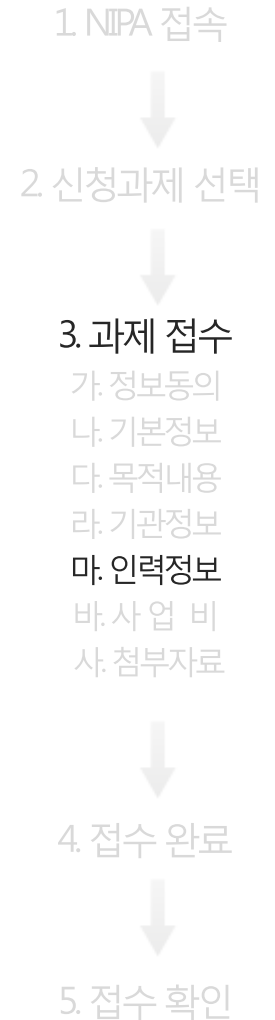 1. NIPA 접속
2. 신청과제 선택
3. 과제 접수
가. 정보동의
나. 기본정보
다. 목적내용
라. 기관정보
마. 인력정보
바. 사 업 비
사. 첨부자료
4. 접수 완료
5. 접수 확인